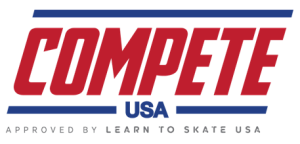 COMPETE
USA
APPROVED BY LEARN TO SKATE USA